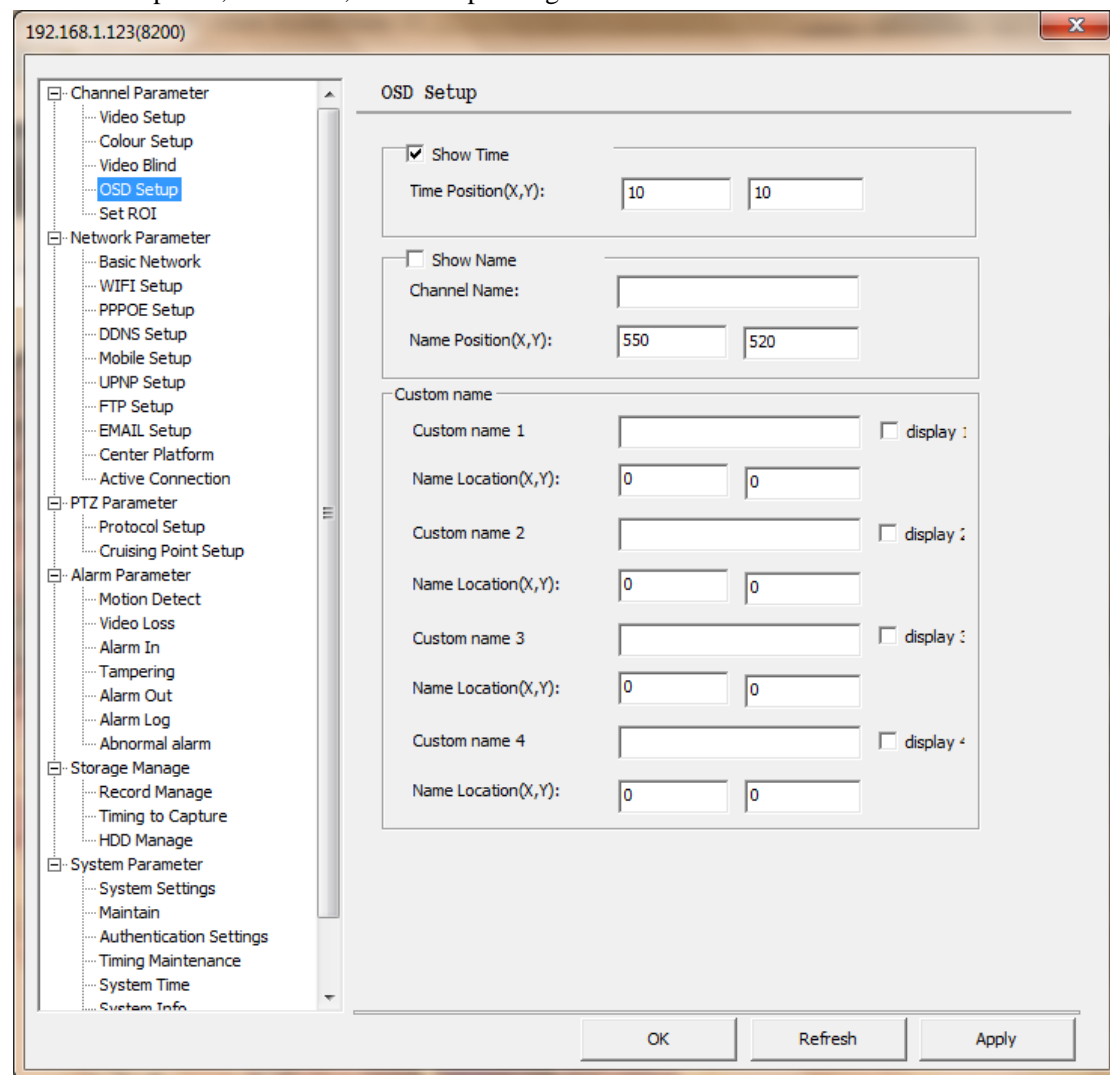 192.168.1.123(8200)
Channel Parameter
Video Setup
Colour Setup
Video Blind
OSD Setup
Set ROI
Network Parameter
Basic Network
WIFI Setup
PPPOE Setup
DDNS Setup
Mobile Setup
UPNP Setup
FTP Setup
EMAIL Setup
Center Platform
Active Connection
PTZ Parameter
Protocol Setup
Cruising Point Setup
Alarm Parameter
Motion Detect
Video Loss
Alarm In
Tampering
Alarm Out
Alarm Log
Abnormal alarm
Storage Manage
Record Manage
Timing to Capture
HDD Manage
System Parameter
System Settings
Maintain
Authentication Settings
Timing Maintenance
System Time
System Info
OSD Setup
Show Time
Time Position(X,Y): 10 10
Show Name
Channel Name:
Name Position(X,Y): 550 520
Custom name
Custom name 1 display
Name Location(X,Y): 0 0
Custom name 2 display
Name Location(X,Y): 0 0
Custom name 3 display
Name Location(X,Y): 0 0
Custom name 4 display
Name Location(X,Y): 0 0
OK Refresh Apply